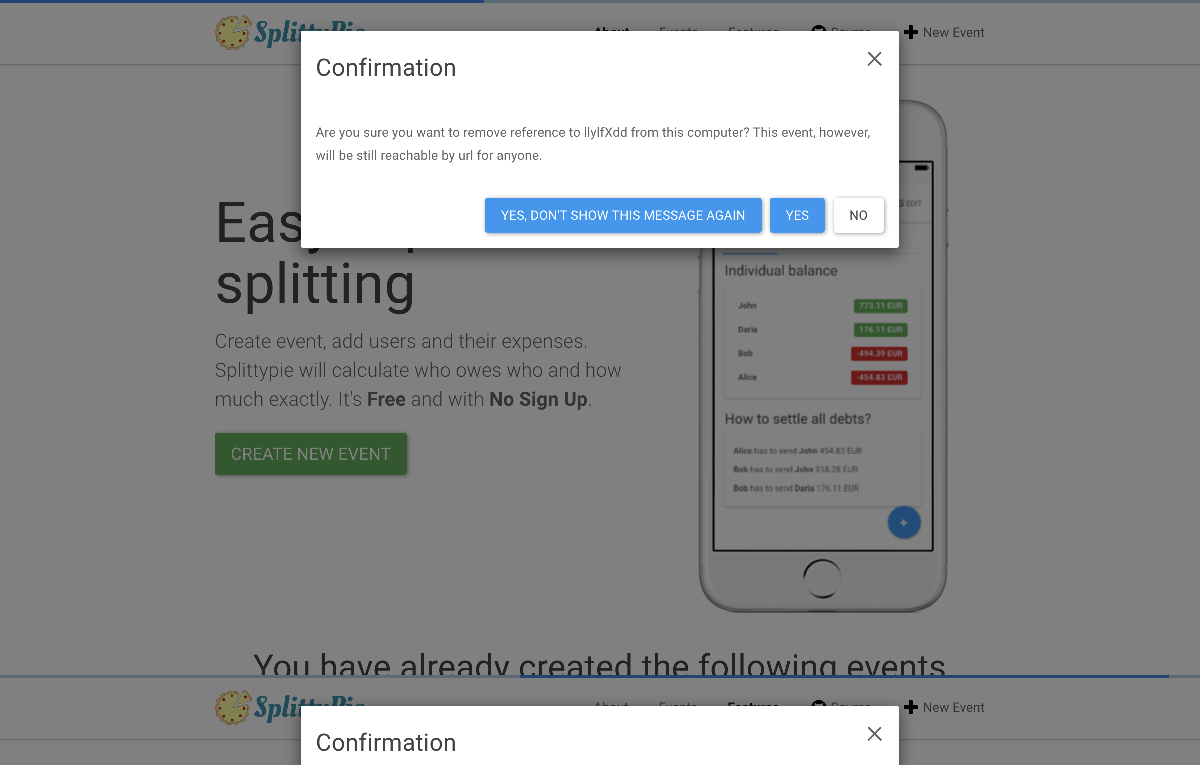 SplittyPie
About Events Features Source New Event
Confirmation
Are you sure you want to remove reference to IlylfXdd from this computer? This event, however,
will be still reachable by url for anyone.
YES, DON'T SHOW THIS MESSAGE AGAIN YES NO
splitting
Create event, add users and their expenses.
Splittypie will calculate who owes who and how
much exactly. It's Free and with No Sign Up.
CREATE NEW EVENT
EDIT
Individual balance
John 773.11 EUR
Daria 176.11 EUR
Bob -494.39 EUR
Alice -454.83 EUR
How to settle all debts?
Alice has to send John 454.83 EUR
Bob has to send John 318.28 EUR
Bob has to send Daria 176.11 EUR
You have already created the following events
SplittyPie
About Events Features Source New Event
Confirmation